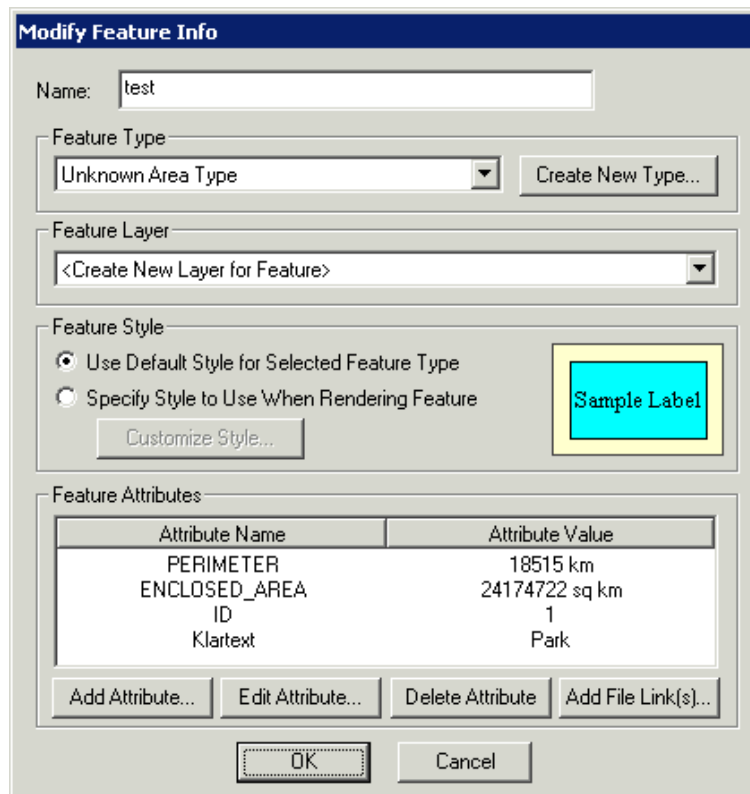 Modify Feature Info
Name: test
Feature Type
Unknown Area Type Create New Type...
Feature Layer
<Create New Layer for Feature>
Feature Style
Use Default Style for Selected Feature Type
Specify Style to Use When Rendering Feature
Sample Label
Customize Style...
Feature Attributes
Attribute Name Attribute Value
PERIMETER 18515 km
ENCLOSED_AREA 24174722 sq km
ID 1
Klartext Park
Add Attribute... Edit Attribute... Delete Attribute Add File Link(s)...
OK Cancel